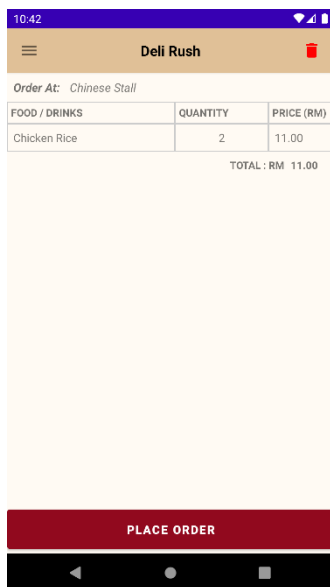 10:42
Deli Rush
Order At: Chinese Stall
FOOD / DRINKS QUANTITY PRICE (RM)
Chicken Rice 2 11.00
TOTAL : RM 11.00
PLACE ORDER